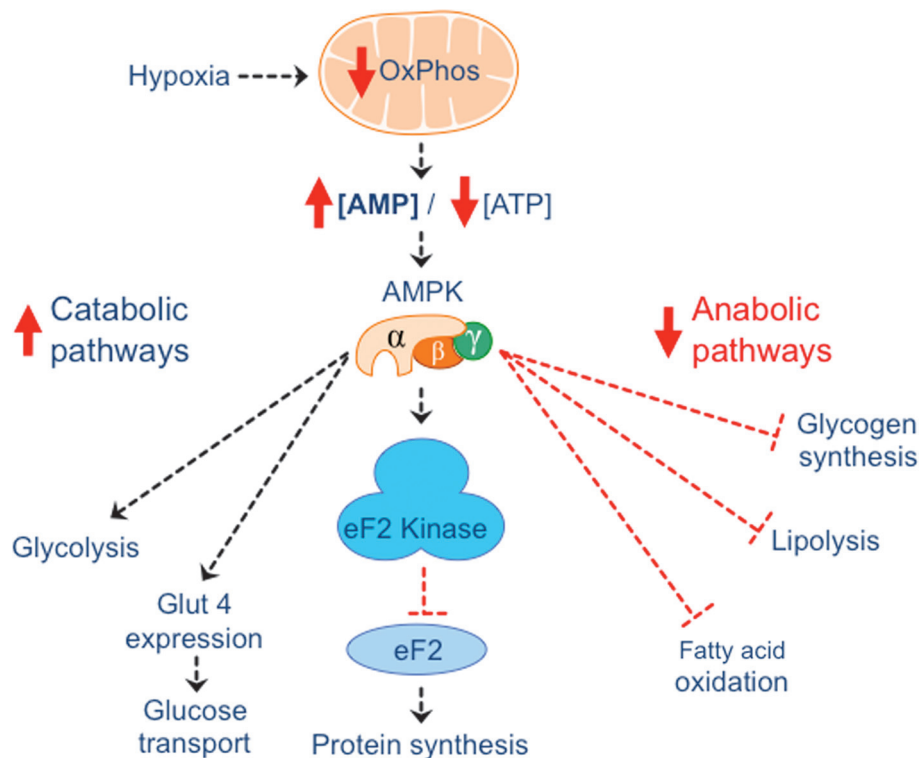 Hypoxia
OxPhos
[AMP] / [ATP]
AMPK
α
β
γ
Catabolic
pathways
Anabolic
pathways
Glycogen
synthesis
eF2 Kinase
Glycolysis
Lipolysis
Glut 4
expression
eF2
Fatty acid
oxidation
Glucose
transport
Protein synthesis